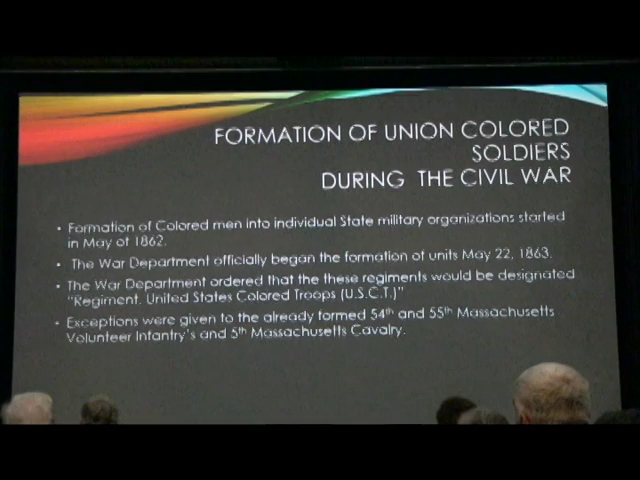 FORMATION OF UNION COLORED
SOLDIERS
DURING THE CIVIL WAR
• Formation of Colored men into individual State military organizations started
in May of 1862.
• The War Department officially began the formation of units May 22, 1863.
• The War Department ordered that the these regiments would be designated
"Regiment, United States Colored Troops (U.S.C.T.)"
• Exceptions were given to the already formed 54th and 55th Massachusetts
Volunteer Infantry's and 5th Massachusetts Cavalry.